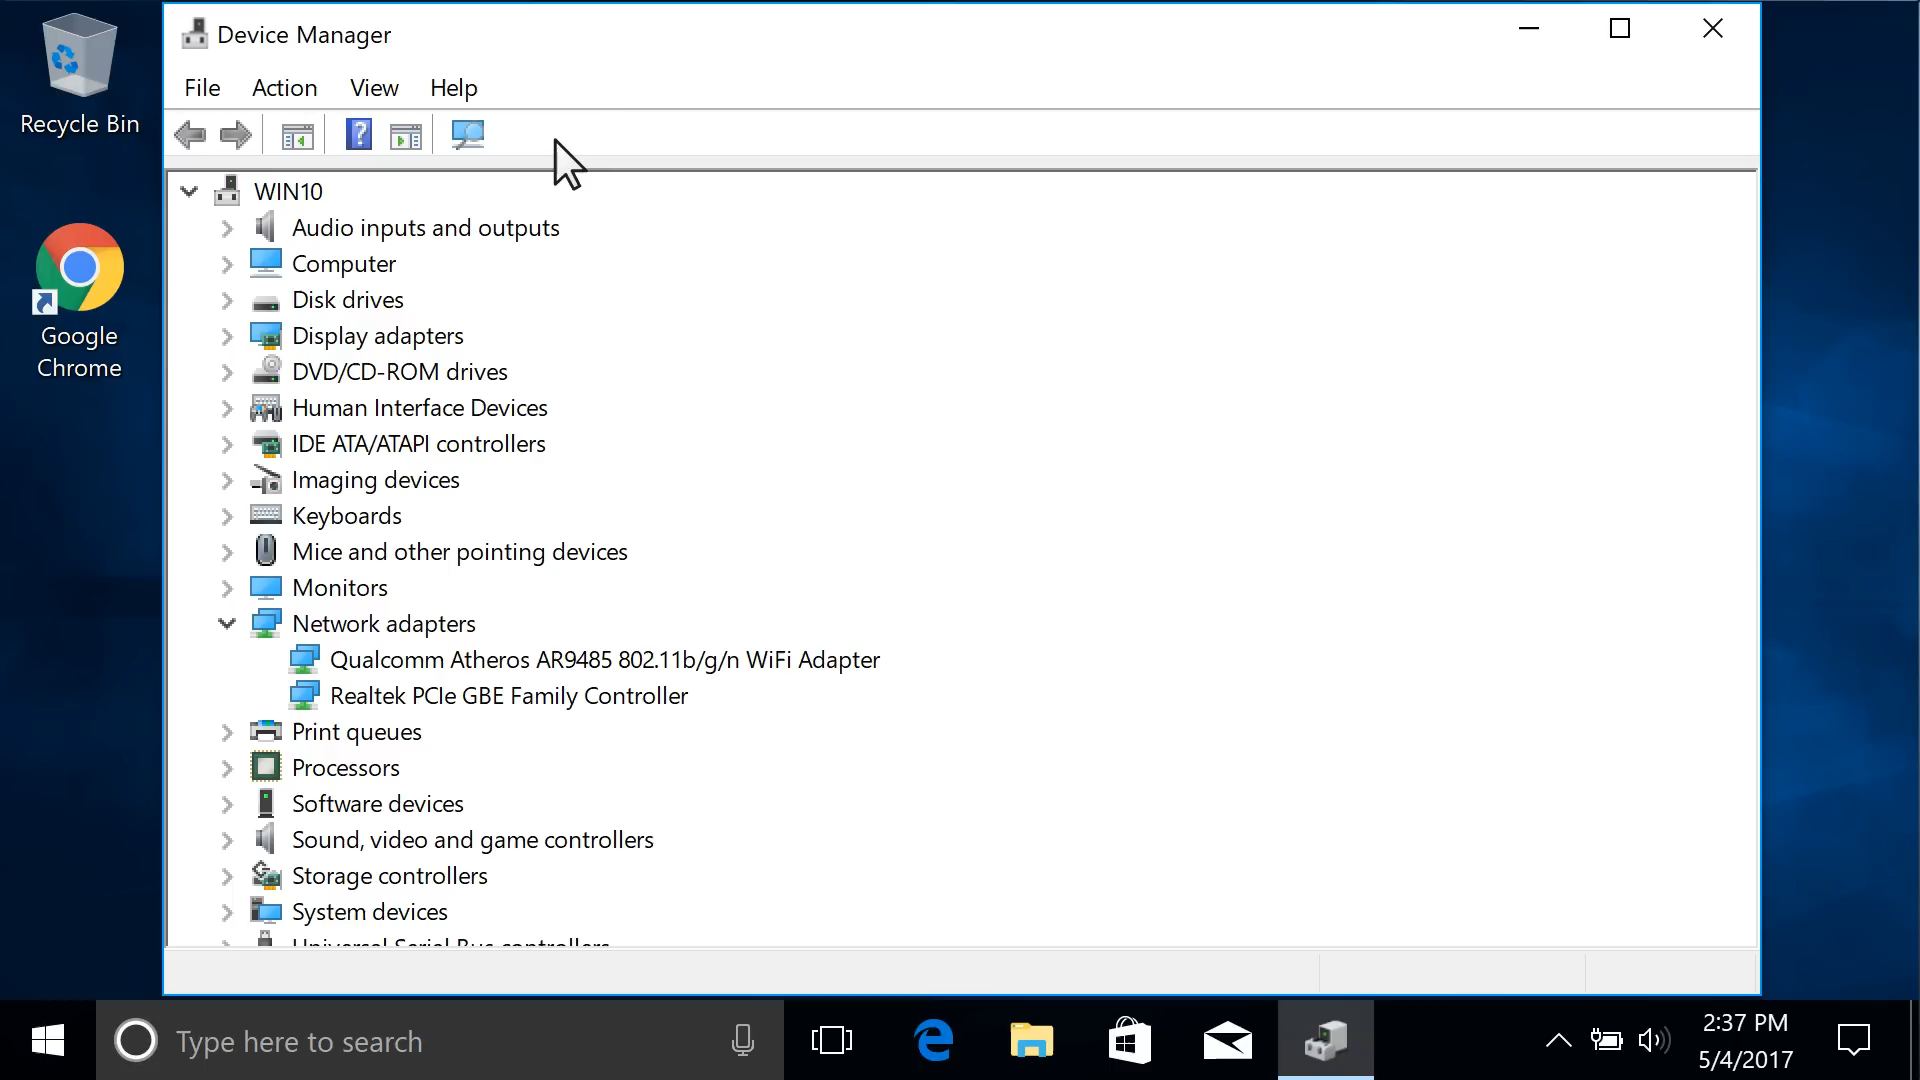 Device Manager
File Action View Help
Recycle Bin
Google
Chrome
WIN10
Audio inputs and outputs
Computer
Disk drives
Display adapters
DVD/CD-ROM drives
Human Interface Devices
IDE ATA/ATAPI controllers
Imaging devices
Keyboards
Mice and other pointing devices
Monitors
Network adapters
Qualcomm Atheros AR9485 802.11b/g/n WiFi Adapter
Realtek PCIe GBE Family Controller
Print queues
Processors
Software devices
Sound, video and game controllers
Storage controllers
System devices
Universal Serial Bus controllers
Type here to search
2:37 PM
5/4/2017